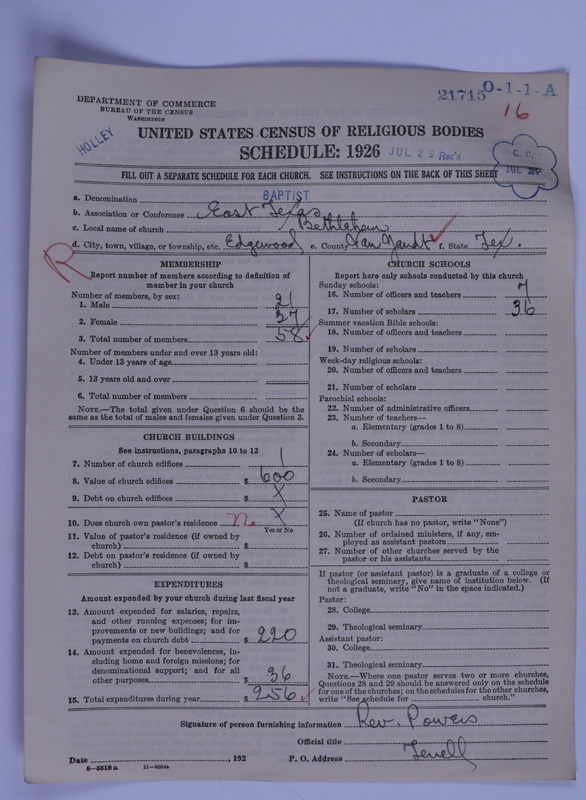 21715 0-1-1-A
16
DEPARTMENT OF COMMERCE
BUREAU OF THE CENSUS
WASHINGTON
HOLLEY
UNITED STATES CENSUS OF RELIGIOUS BODIES
SCHEDULE: 1926 JUL 29 Rec'd
C. C.
JUL 29
FILL OUT A SEPARATE SCHEDULE FOR EACH CHURCH. SEE INSTRUCTIONS ON THE BACK OF THIS SHEET
a. Denomination BAPTIST
b. Association or Conference East Texas
c. Local name of church Bethlehem
d. City, town, village, or township, etc. Edgewood e. County Van Zandt f. State Tex.
R
MEMBERSHIP
Report number of members according to definition of
member in your church
Number of members, by sex:
1. Male 21
2. Female 37
3. Total number of members 58
Number of members under and over 13 years old:
4. Under 13 years of age
5. 13 years old and over
6. Total number of members
NOTE.—The total given under Question 6 should be the
same as the total of males and females given under Question 3.
CHURCH BUILDINGS
See instructions, paragraphs 10 to 12
7. Number of church edifices 1
8. Value of church edifices $ 600
9. Debt on church edifices $ X
10. Does church own pastor's residence no X
Yes or No
11. Value of pastor's residence (if owned by
church) $
12. Debt on pastor's residence (if owned by
church) $
EXPENDITURES
Amount expended by your church during last fiscal year
13. Amount expended for salaries, repairs,
and other running expenses; for im-
provements or new buildings; and for
payments on church debt $ 220
14. Amount expended for benevolences, in-
cluding home and foreign missions; for
denominational support; and for all
other purposes $ 36
15. Total expenditures during year $ 256
CHURCH SCHOOLS
Report here only schools conducted by this church
Sunday schools:
16. Number of officers and teachers 7
17. Number of scholars 36
Summer vacation Bible schools:
18. Number of officers and teachers
19. Number of scholars
Week-day religious schools:
20. Number of officers and teachers
21. Number of scholars
Parochial schools:
22. Number of administrative officers
23. Number of teachers—
a. Elementary (grades 1 to 8)
b. Secondary
24. Number of scholars—
a. Elementary (grades 1 to 8)
b. Secondary
PASTOR
25. Name of pastor
(If church has no pastor, write "None")
26. Number of ordained ministers, if any, em-
ployed as assistant pastors
27. Number of other churches served by the
pastor or his assistants
If pastor (or assistant pastor) is a graduate of a college or
theological seminary, give name of institution below. (If
not a graduate, write "No" in the space indicated.)
Pastor:
28. College
29. Theological seminary
Assistant pastor:
30. College
31. Theological seminary
NOTE.—Where one pastor serves two or more churches,
Questions 28 and 29 should be answered only on the schedule
for one of the churches; on the schedules for the other churches,
write "See schedule for church."
Signature of person furnishing information Rev. Powers
Official title
Date , 192 P. O. Address Terrell
8—5518 a